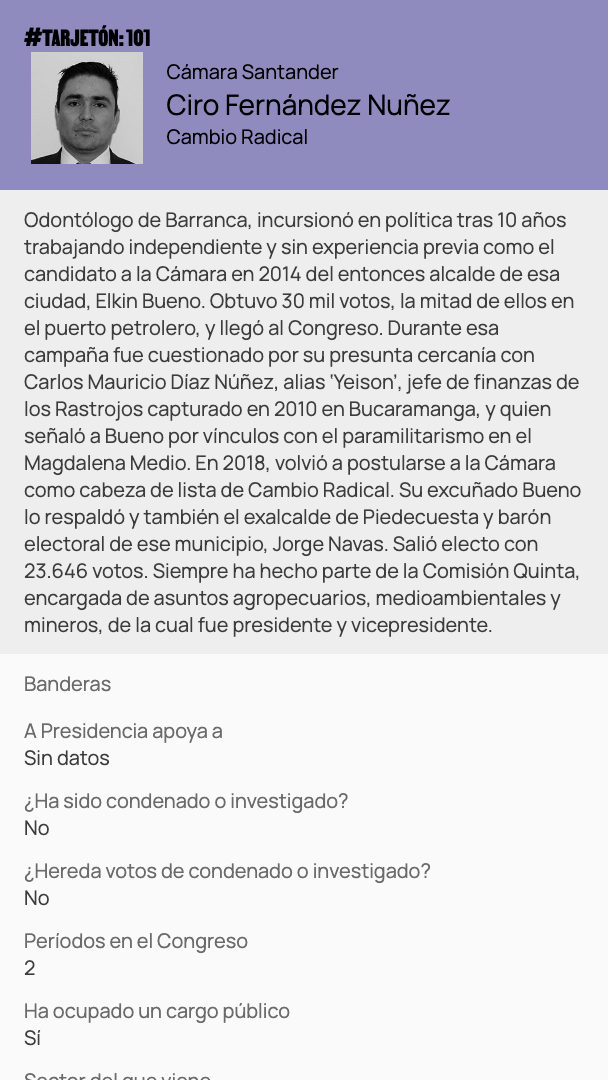 #TARJETÓN: 101
Cámara Santander
Ciro Fernández Nuñez
Cambio Radical
Odontólogo de Barranca, incursionó en política tras 10 años
trabajando independiente y sin experiencia previa como el
candidato a la Cámara en 2014 del entonces alcalde de esa
ciudad, Elkin Bueno. Obtuvo 30 mil votos, la mitad de ellos en
el puerto petrolero, y llegó al Congreso. Durante esa
campaña fue cuestionado por su presunta cercanía con
Carlos Mauricio Díaz Núñez, alias 'Yeison', jefe de finanzas de
los Rastrojos capturado en 2010 en Bucaramanga, y quien
señaló a Bueno por vínculos con el paramilitarismo en el
Magdalena Medio. En 2018, volvió a postularse a la Cámara
como cabeza de lista de Cambio Radical. Su excuñado Bueno
lo respaldó y también el exalcalde de Piedecuesta y barón
electoral de ese municipio, Jorge Navas. Salió electo con
23.646 votos. Siempre ha hecho parte de la Comisión Quinta,
encargada de asuntos agropecuarios, medioambientales y
mineros, de la cual fue presidente y vicepresidente.
Banderas
A Presidencia apoya a
Sin datos
¿Ha sido condenado o investigado?
No
¿Hereda votos de condenado o investigado?
No
Períodos en el Congreso
2
Ha ocupado un cargo público
Sí
Sector del que viene